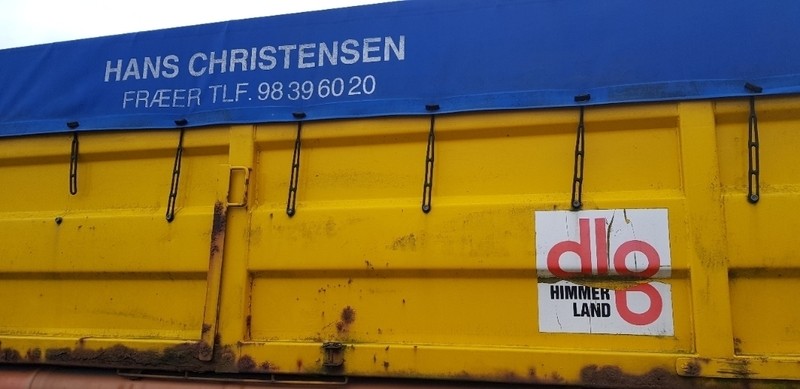 HANS CHRISTENSEN
FRÆER TLF. 98 39 60 20
dlg
HIMMER
LAND